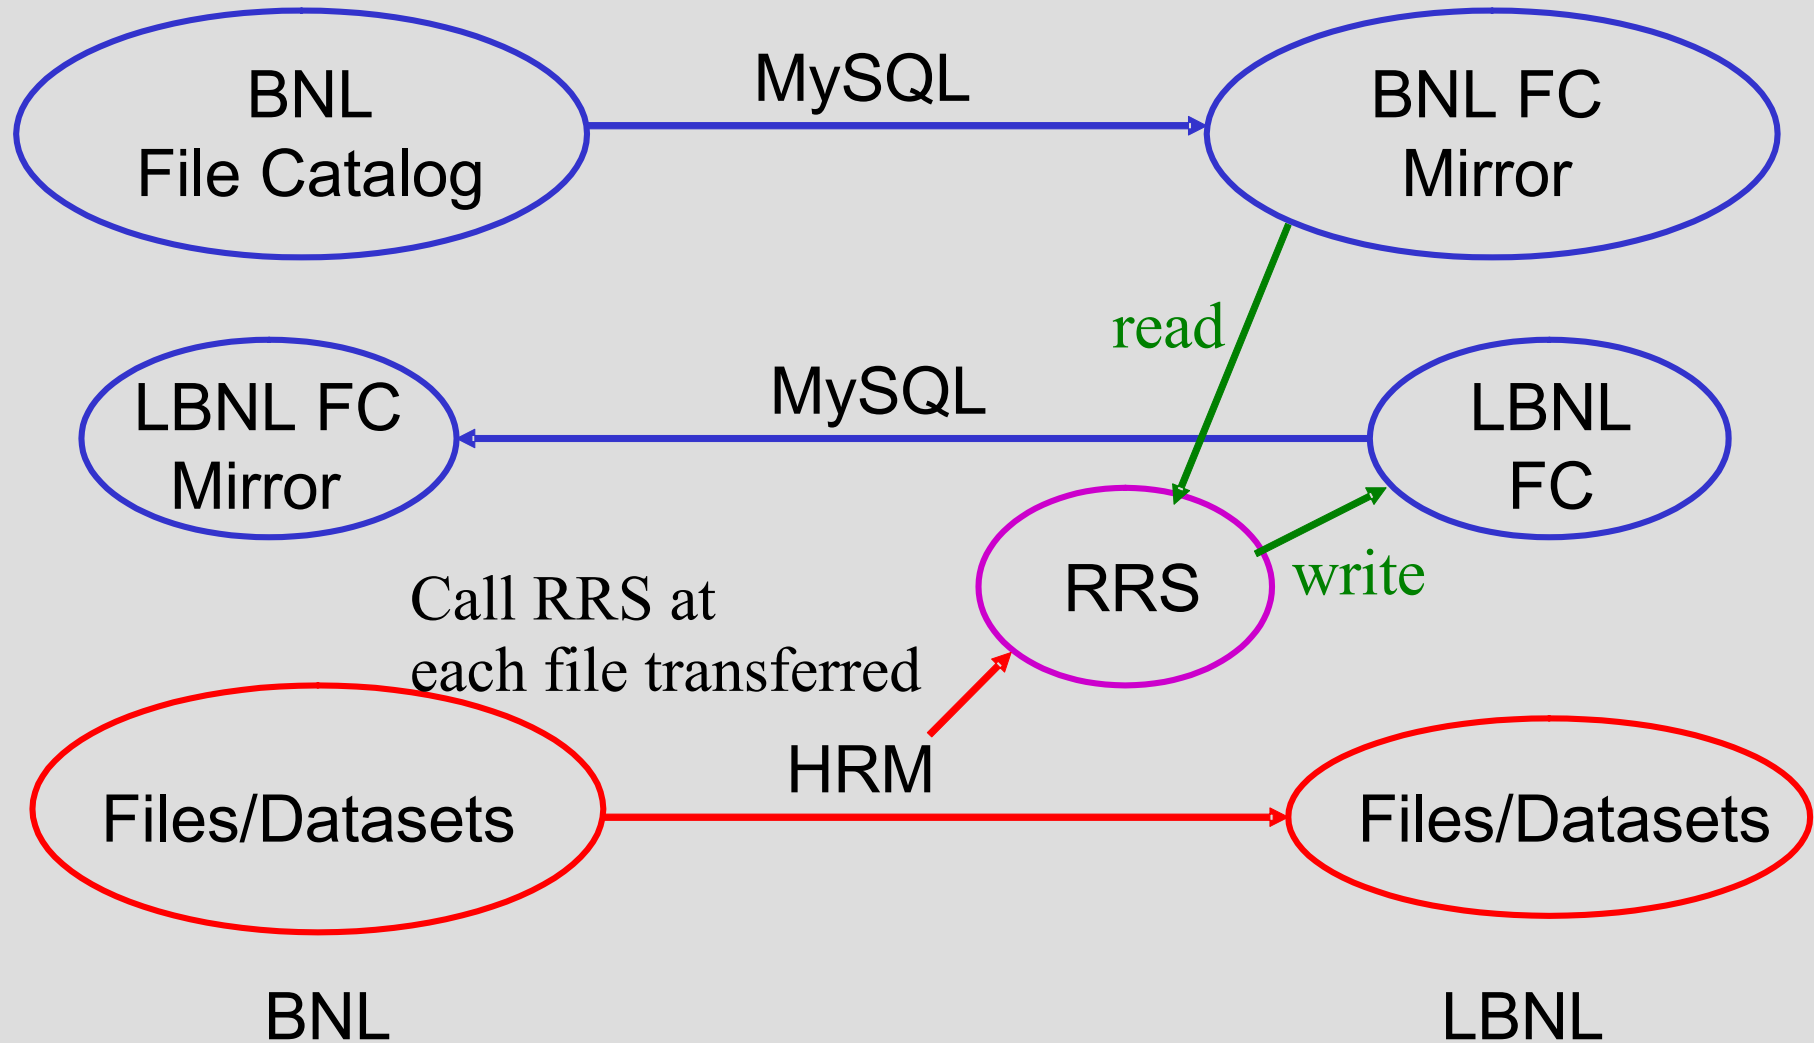 BNL
File Catalog
MySQL
BNL FC
Mirror
read
LBNL FC
Mirror
MySQL
LBNL
FC
RRS
write
Call RRS at
each file transferred
HRM
Files/Datasets
Files/Datasets
BNL
LBNL